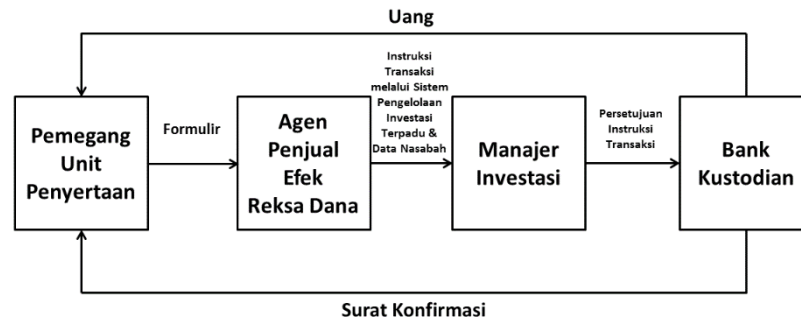 Uang
Pemegang
Unit
Penyertaan
Formulir
Agen
Penjual
Efek
Reksa Dana
Instruksi
Transaksi
melalui Sistem
Pengelolaan
Investasi
Terpadu &
Data Nasabah
Manajer
Investasi
Persetujuan
Instruksi
Transaksi
Bank
Kustodian
Surat Konfirmasi